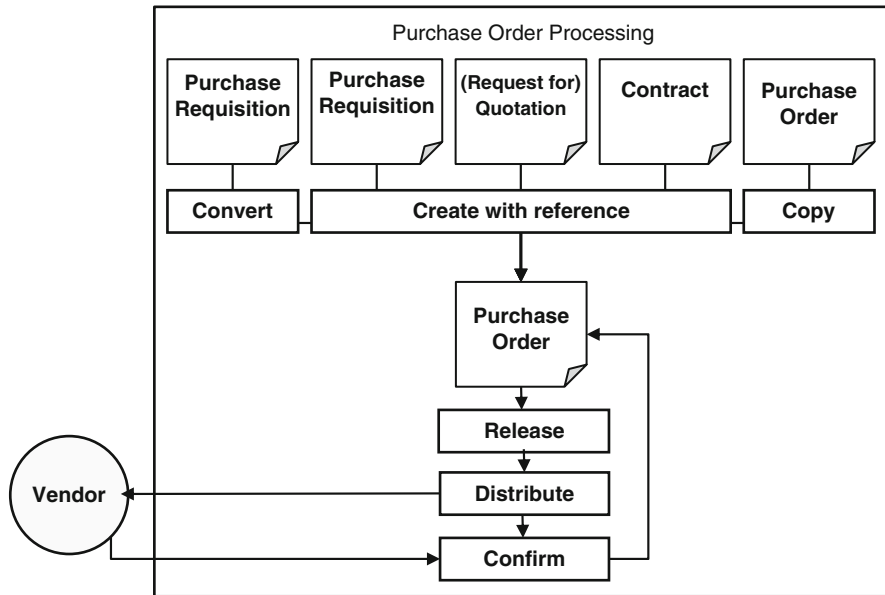 Purchase Order Processing
Purchase
Requisition
Purchase
Requisition
(Request for)
Quotation
Contract
Purchase
Order
Convert
Create with reference
Copy
Purchase
Order
Release
Vendor
Distribute
Confirm